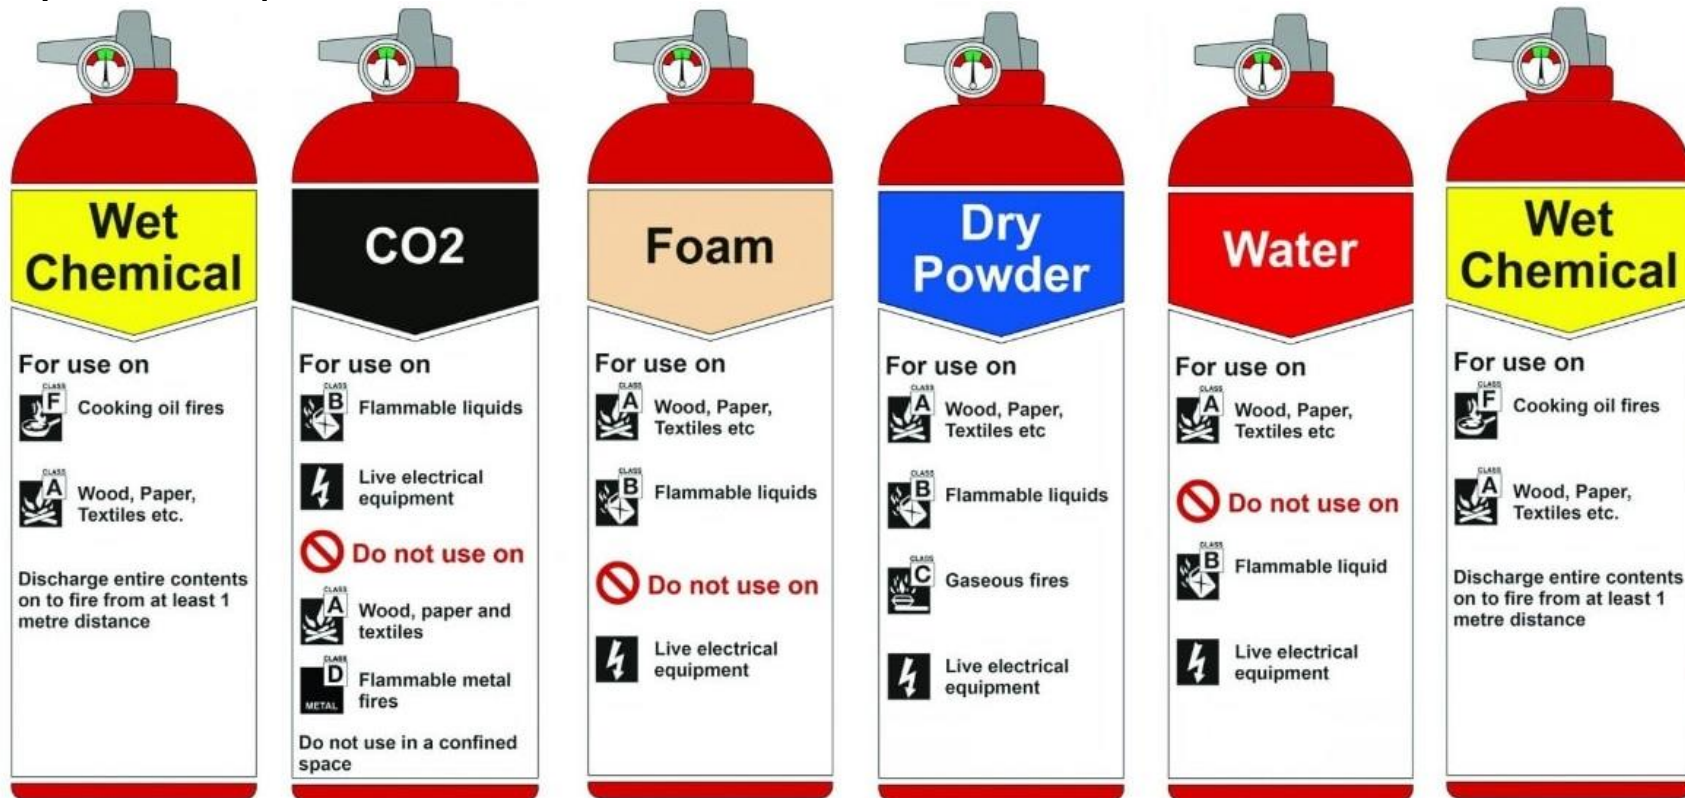 Wet
Chemical
For use on
CLASS
F
Cooking oil fires
CLASS
A
Wood, Paper,
Textiles etc.
Discharge entire contents
on to fire from at least 1
metre distance
CO2
For use on
CLASS
B
Flammable liquids
Live electrical
equipment
Do not use on
CLASS
A
Wood, paper and
textiles
CLASS
D
METAL
Flammable metal
fires
Do not use in a confined
space
Foam
For use on
CLASS
A
Wood, Paper,
Textiles etc
CLASS
B
Flammable liquids
Do not use on
Live electrical
equipment
Dry
Powder
For use on
CLASS
A
Wood, Paper,
Textiles etc
CLASS
B
Flammable liquids
CLASS
C
Gaseous fires
Live electrical
equipment
Water
For use on
CLASS
A
Wood, Paper,
Textiles etc
Do not use on
CLASS
B
Flammable liquid
Live electrical
equipment
Wet
Chemical
For use on
CLASS
F
Cooking oil fires
CLASS
A
Wood, Paper,
Textiles etc.
Discharge entire contents
on to fire from at least 1
metre distance